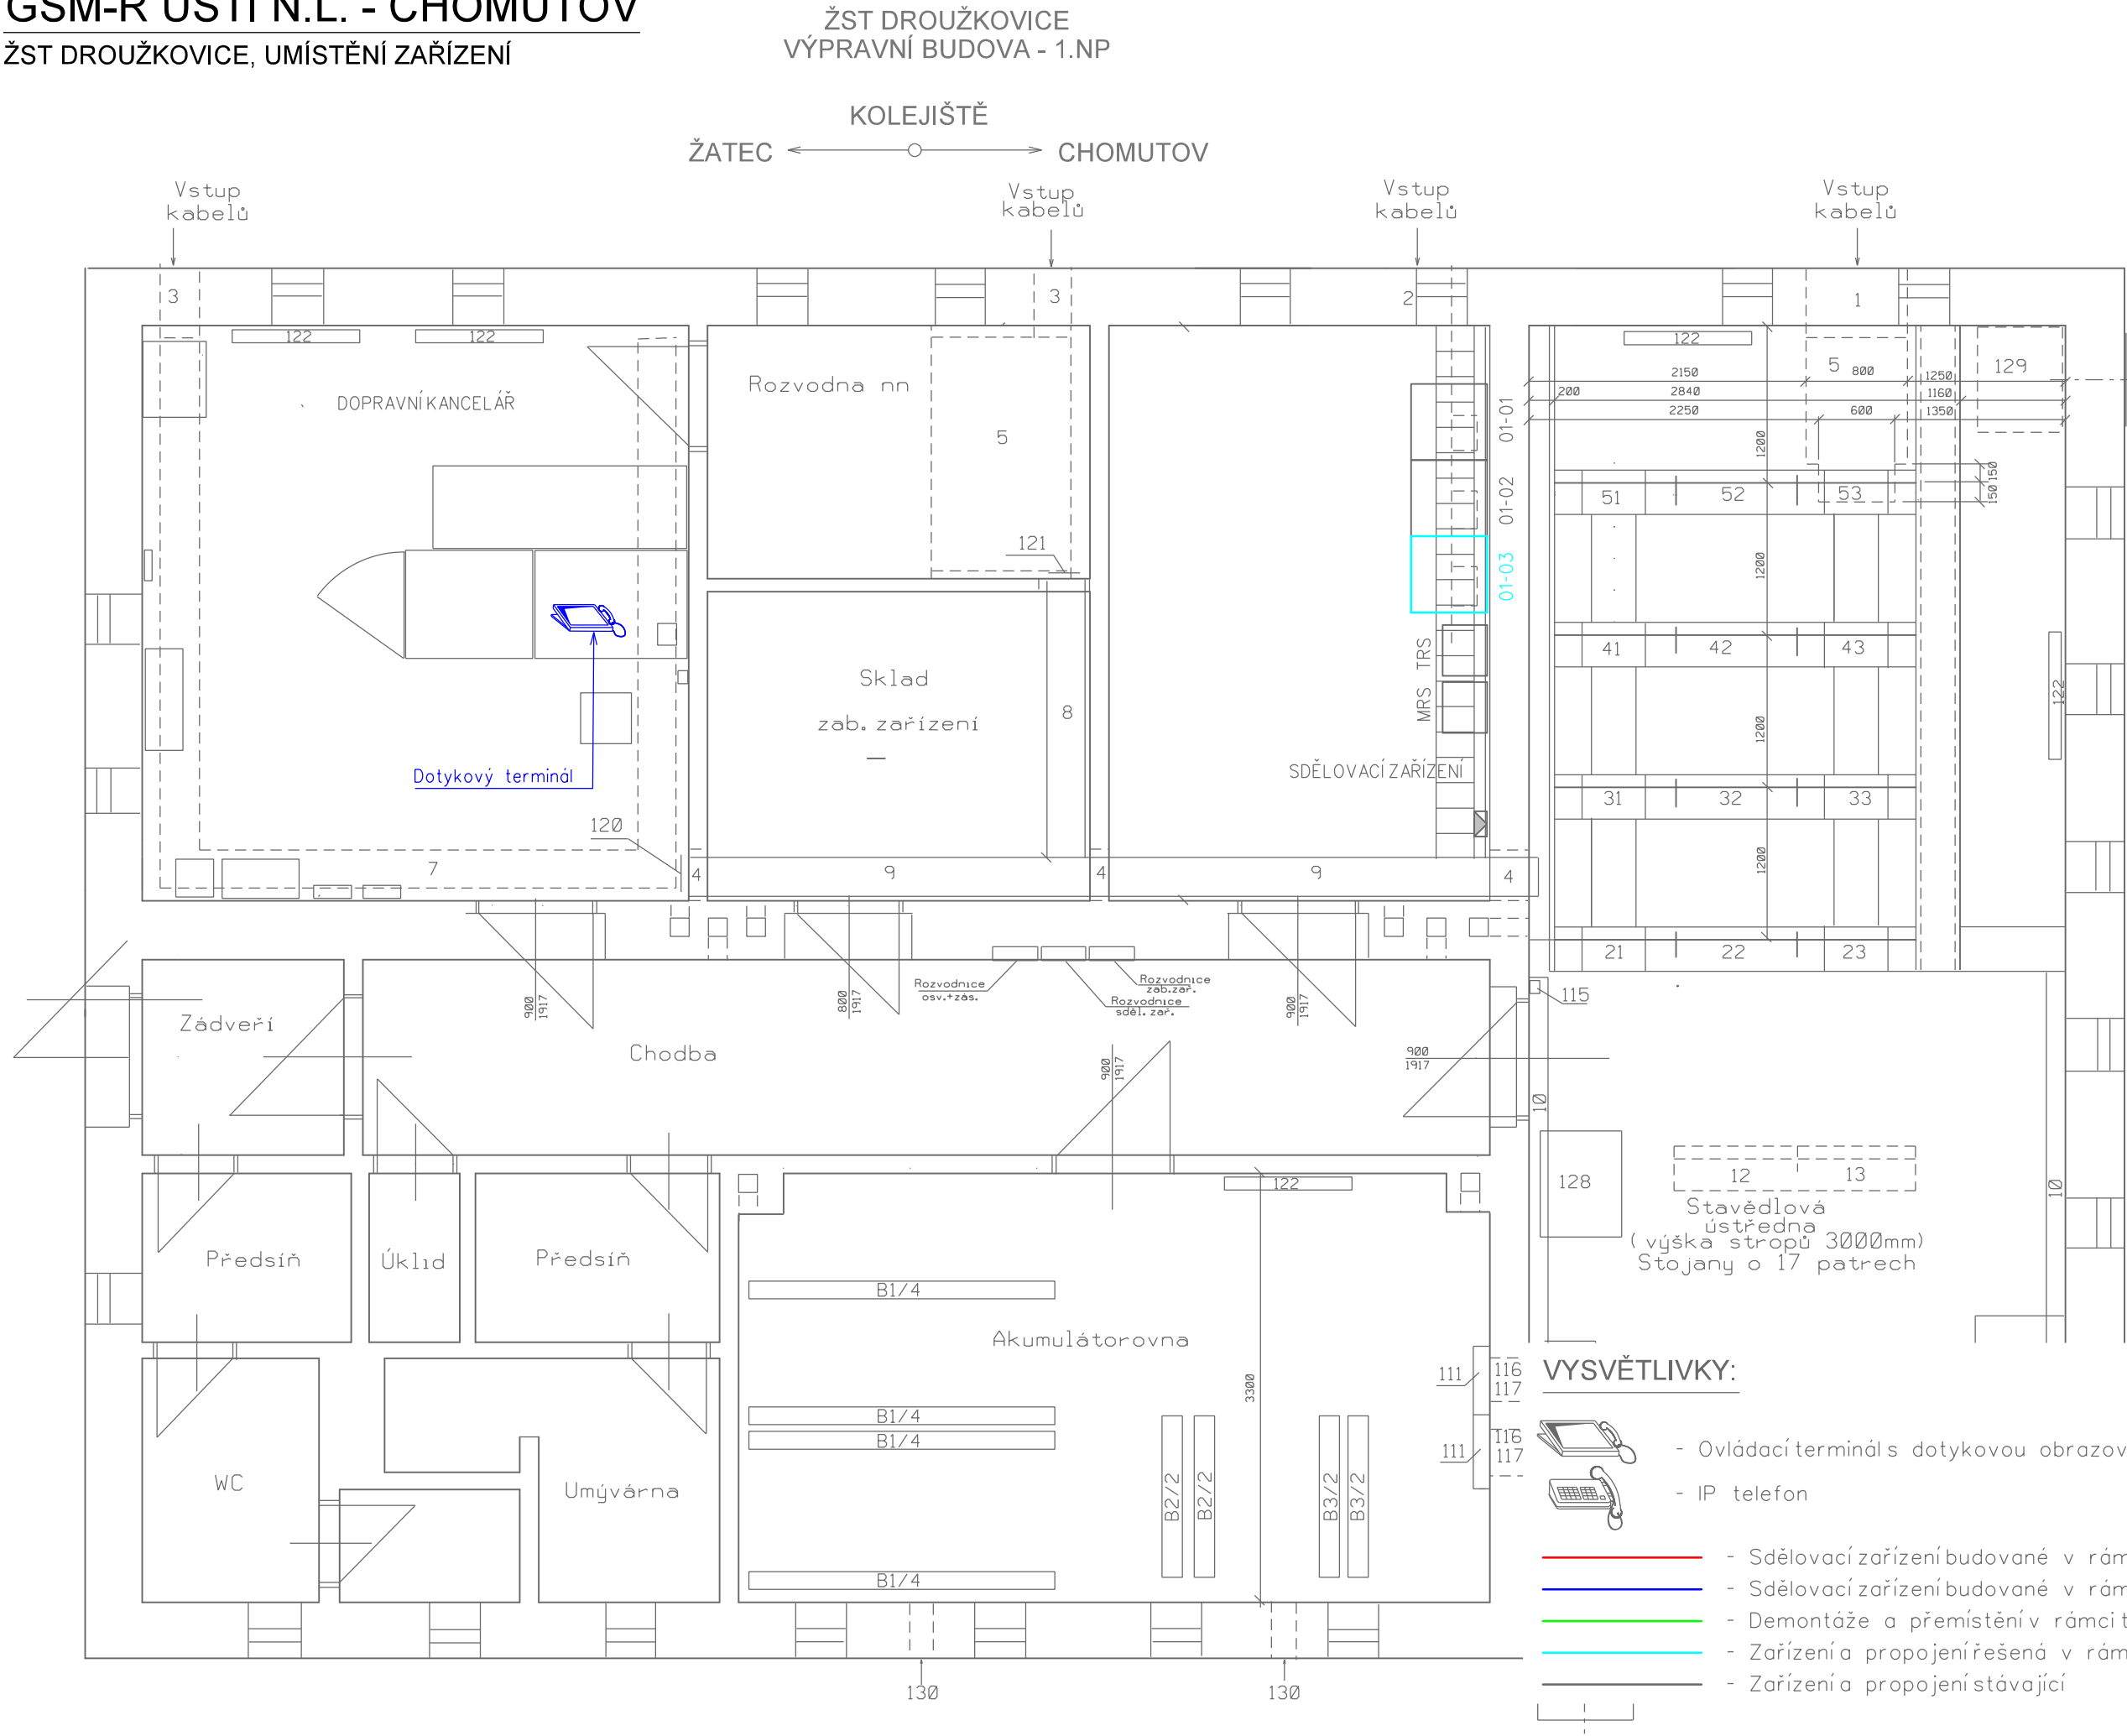 GSM-R ÚSTÍ N.L. - CHOMUTOV
ŽST DROUŽKOVICE, UMÍSTĚNÍ ZAŘÍZENÍ
ŽST DROUŽKOVICE
VÝPRAVNÍ BUDOVA - 1.NP
KOLEJIŠTĚ
ŽATEC
CHOMUTOV
Vstup
kabelů
Vstup
kabelů
Vstup
kabelů
Vstup
kabelů
3
3
2
1
122
122
122
DOPRAVNÍ KANCELÁŘ
Rozvodna nn
5
121
01-01
01-02
01-03
TRS
MRS
5
129
2150
800
1250
200
2840
1160
2250
600
1350
1200
150
150
51
52
53
1200
41
42
43
122
1200
31
32
33
1200
21
22
23
Sklad
zab. zařízení
8
SDĚLOVACÍ ZAŘÍZENÍ
Dotykový terminál
120
7
4
9
4
9
4
900
1917
800
1917
900
1917
Rozvodnice
osv.+zás.
Rozvodnice
zab.zař.
Rozvodnice
sděl. zař.
115
Zádveří
Chodba
900
1917
900
1917
10
10
128
12
13
Stavědlová
ústředna
(výška stropů 3000mm)
Stojany o 17 patrech
122
Předsíň
Úklid
Předsíň
B1/4
Akumulátorovna
3300
B1/4
B1/4
B1/4
B2/2
B2/2
B3/2
B3/2
111
116
117
111
116
117
WC
Umývárna
130
130
VYSVĚTLIVKY:
- Ovládací terminál s dotykovou obrazov
- IP telefon
- Sdělovací zařízení budované v rám
- Sdělovací zařízení budované v rám
- Demontáže a přemístění v rámci t
- Zařízení a propojení řešená v rám
- Zařízení a propojení stávající